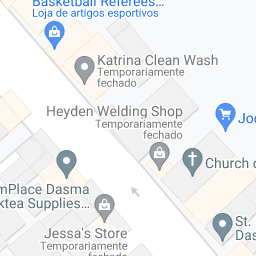 Basketball Referees...
Loja de artigos esportivos
Katrina Clean Wash
Temporariamente
fechado
Heyden Welding Shop
Temporariamente
fechado
Joc
Church o
mPlace Dasma
ktea Supplies...
St.
Das
Jessa's Store
Temporariamente
fechado